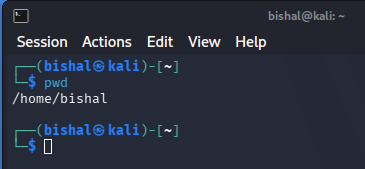 bishal@kali: ~
Session Actions Edit View Help
┌──(bishal㉿kali)-[~]
└─$ pwd
/home/bishal
┌──(bishal㉿kali)-[~]
└─$